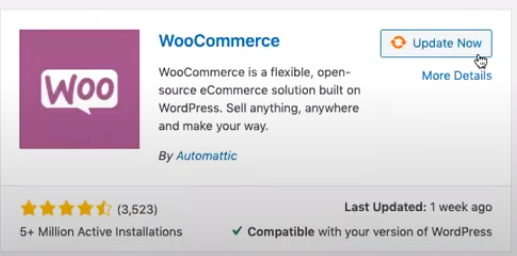 WooCommerce
Update Now
More Details
WooCommerce is a flexible, open-
source eCommerce solution built on
WordPress. Sell anything, anywhere
and make your way.
By Automattic
Woo
(3,523)
5+ Million Active Installations
Last Updated: 1 week ago
Compatible with your version of WordPress